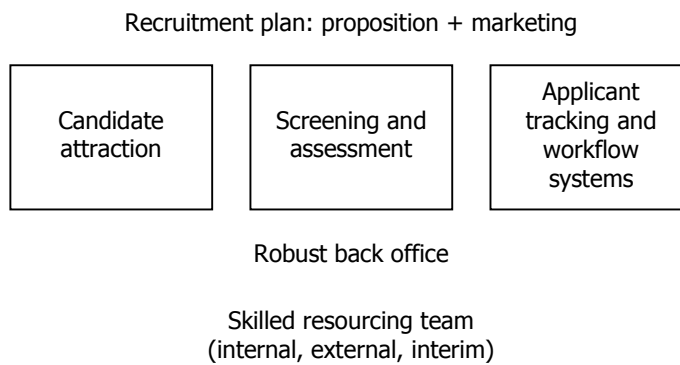 Recruitment plan: proposition + marketing
Candidate
attraction
Screening and
assessment
Applicant
tracking and
workflow
systems
Robust back office
Skilled resourcing team
(internal, external, interim)